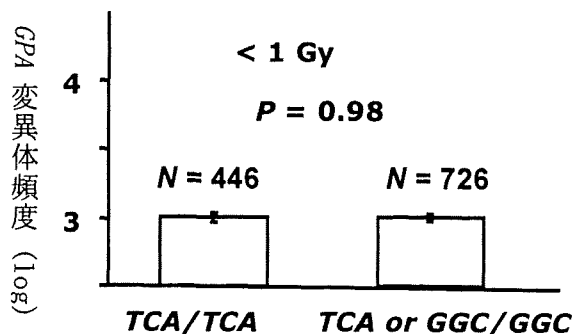 GPA 変異体頻度 (log)
4
3
< 1 Gy
P = 0.98
N = 446
N = 726
TCA/TCA
TCA or GGC/GGC